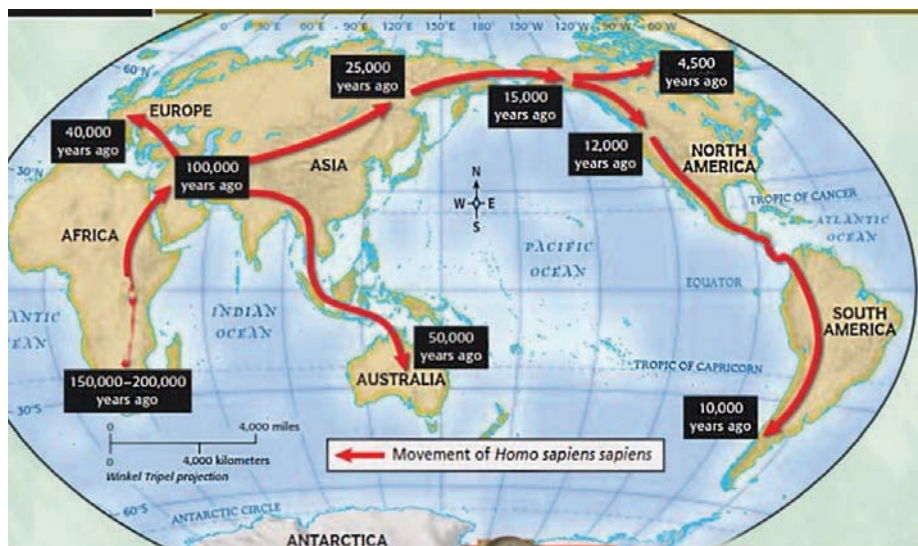 0° 30°E 60°E 90°E 120°E 150°E 180° 150°W 120°W 90°W 60°W
60°N
25,000
years ago
4,500
years ago
15,000
years ago
EUROPE
40,000
years ago
12,000
years ago
ASIA
NORTH
AMERICA
100,000
years ago
30°N
N
W E
S
TROPIC OF CANCER
ATLANTIC
OCEAN
AFRICA
PACIFIC
OCEAN
EQUATOR
INDIAN
OCEAN
ANTIC
EAN
SOUTH
AMERICA
50,000
years ago
TROPIC OF CAPRICORN
AUSTRALIA
150,000–200,000
years ago
30°S
10,000
years ago
0 4,000 miles
0 4,000 kilometers
Winkel Tripel projection
Movement of Homo sapiens sapiens
60°S
ANTARCTIC CIRCLE
ANTARCTICA